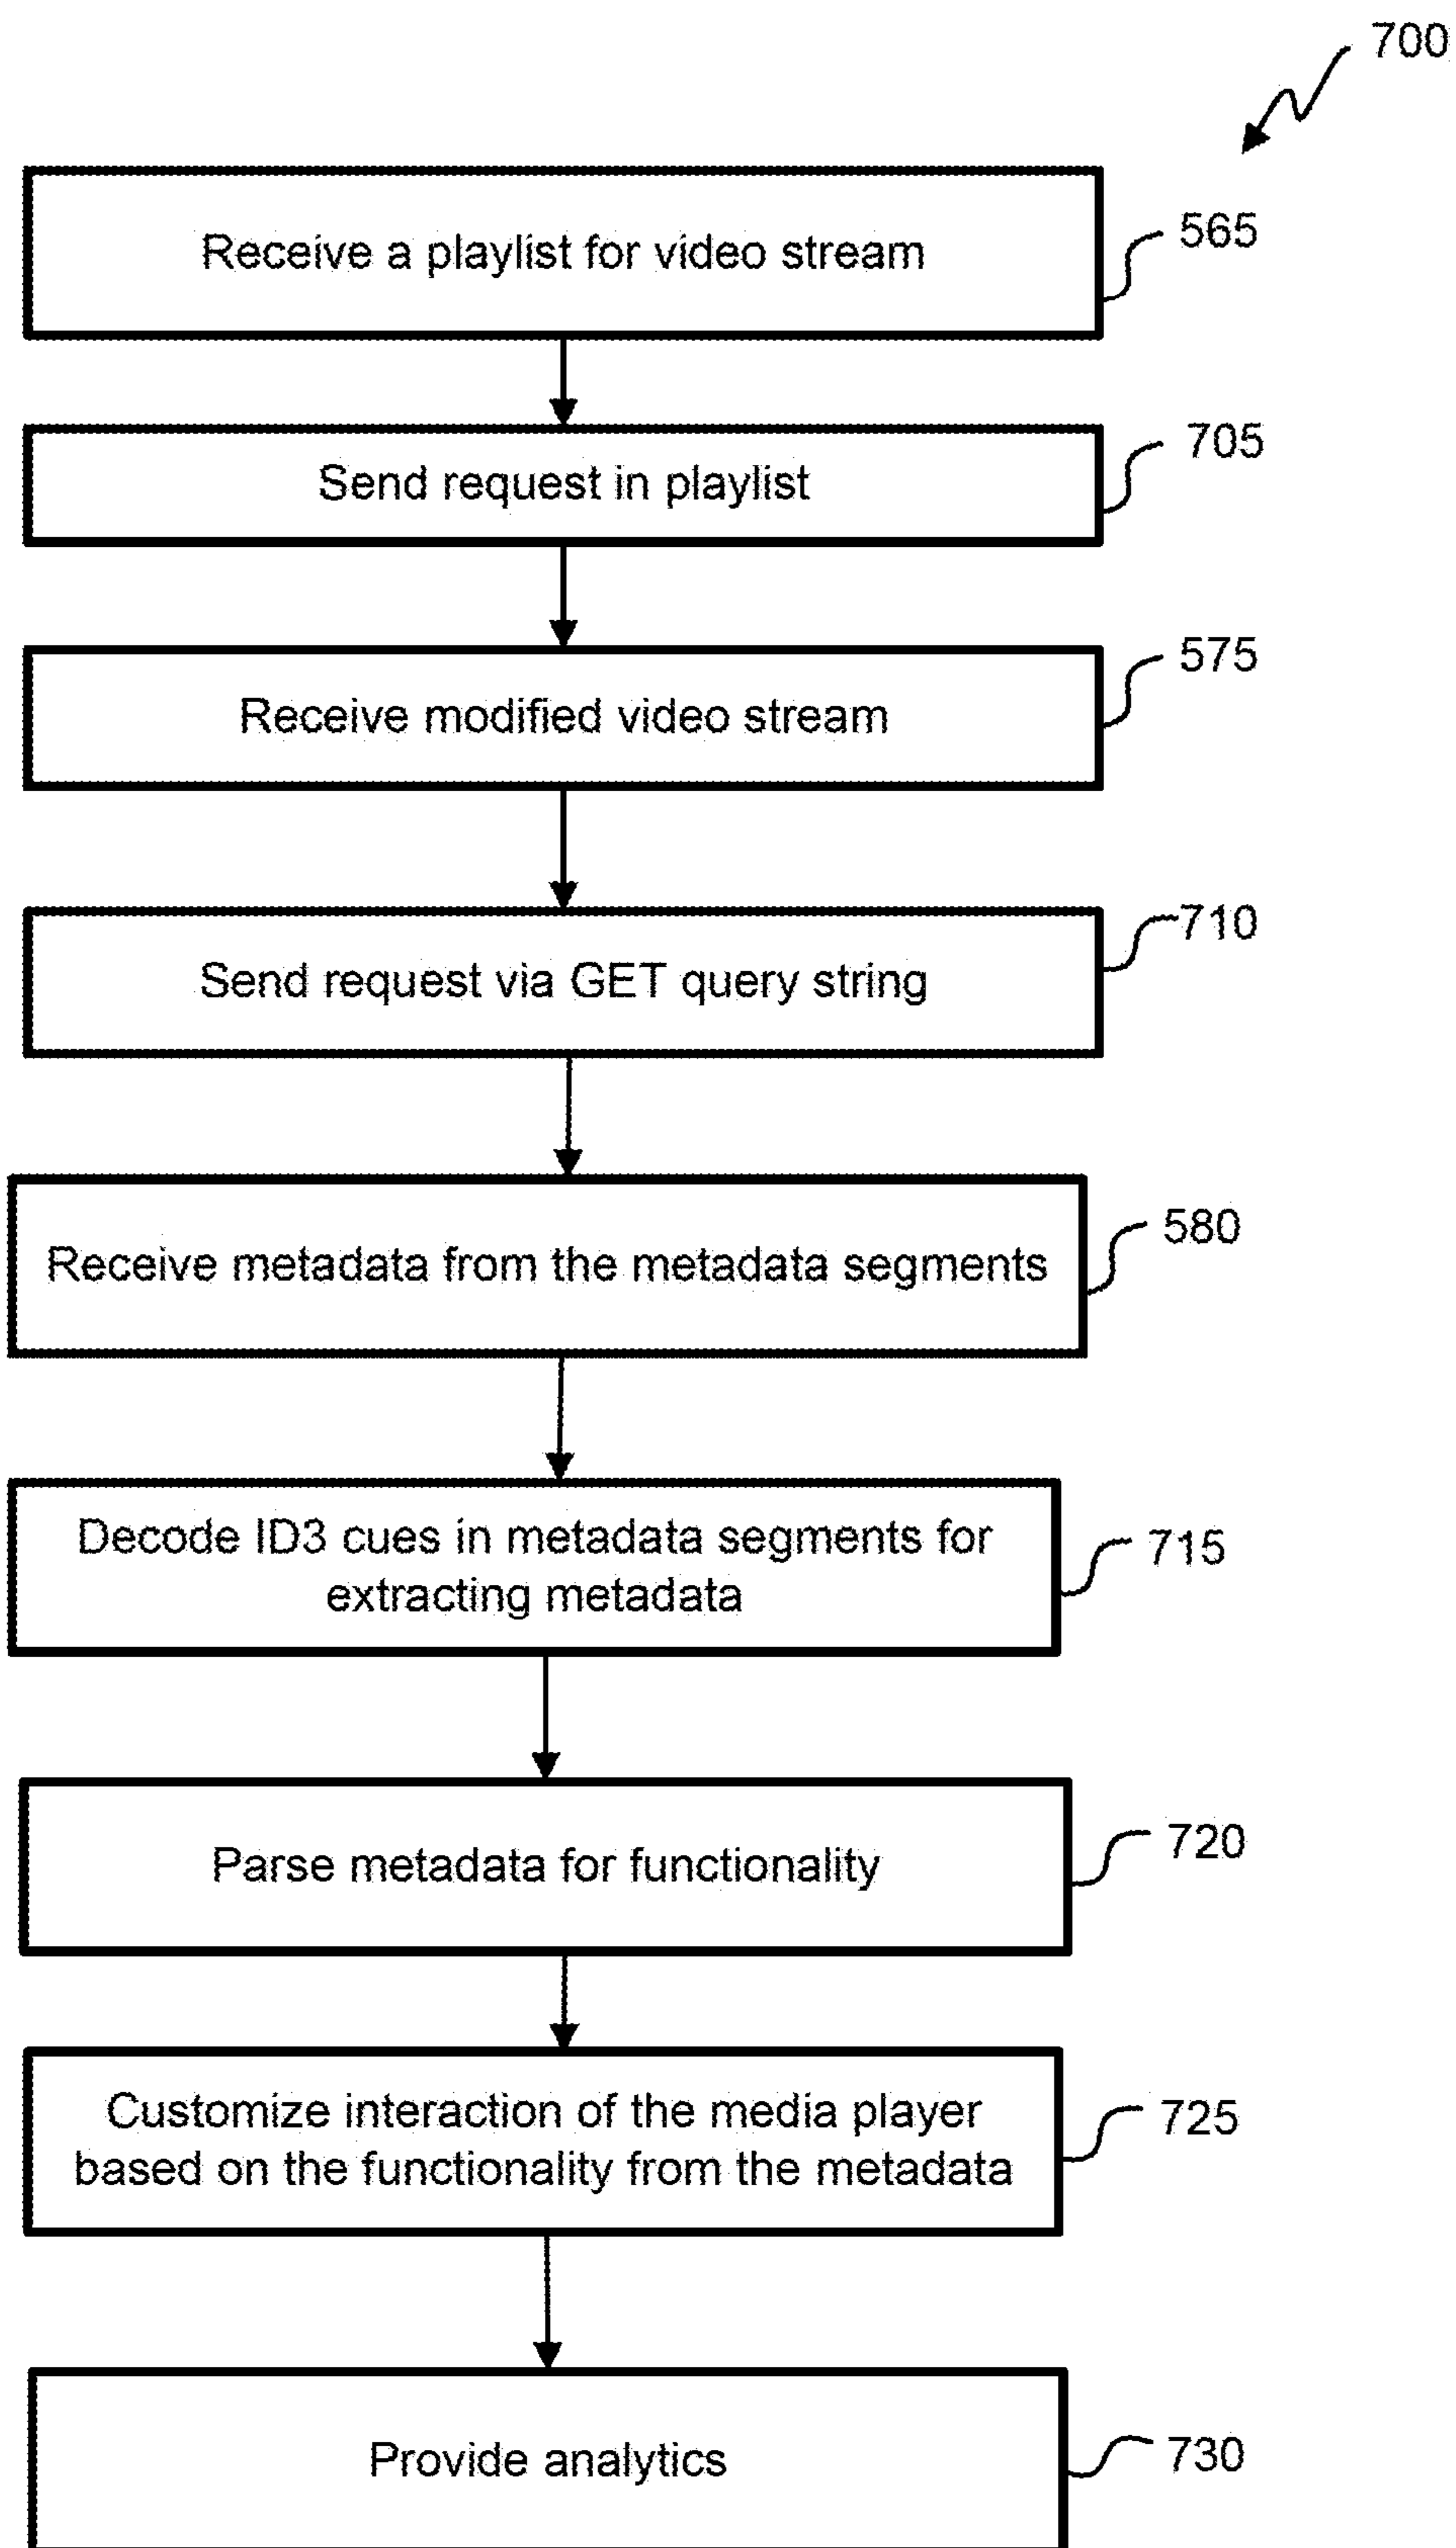 700
Receive a playlist for video stream
565
Send request in playlist
705
Receive modified video stream
575
Send request via GET query string
710
Receive metadata from the metadata segments
580
Decode ID3 cues in metadata segments for
extracting metadata
715
Parse metadata for functionality
720
Customize interaction of the media player
based on the functionality from the metadata
725
Provide analytics
730